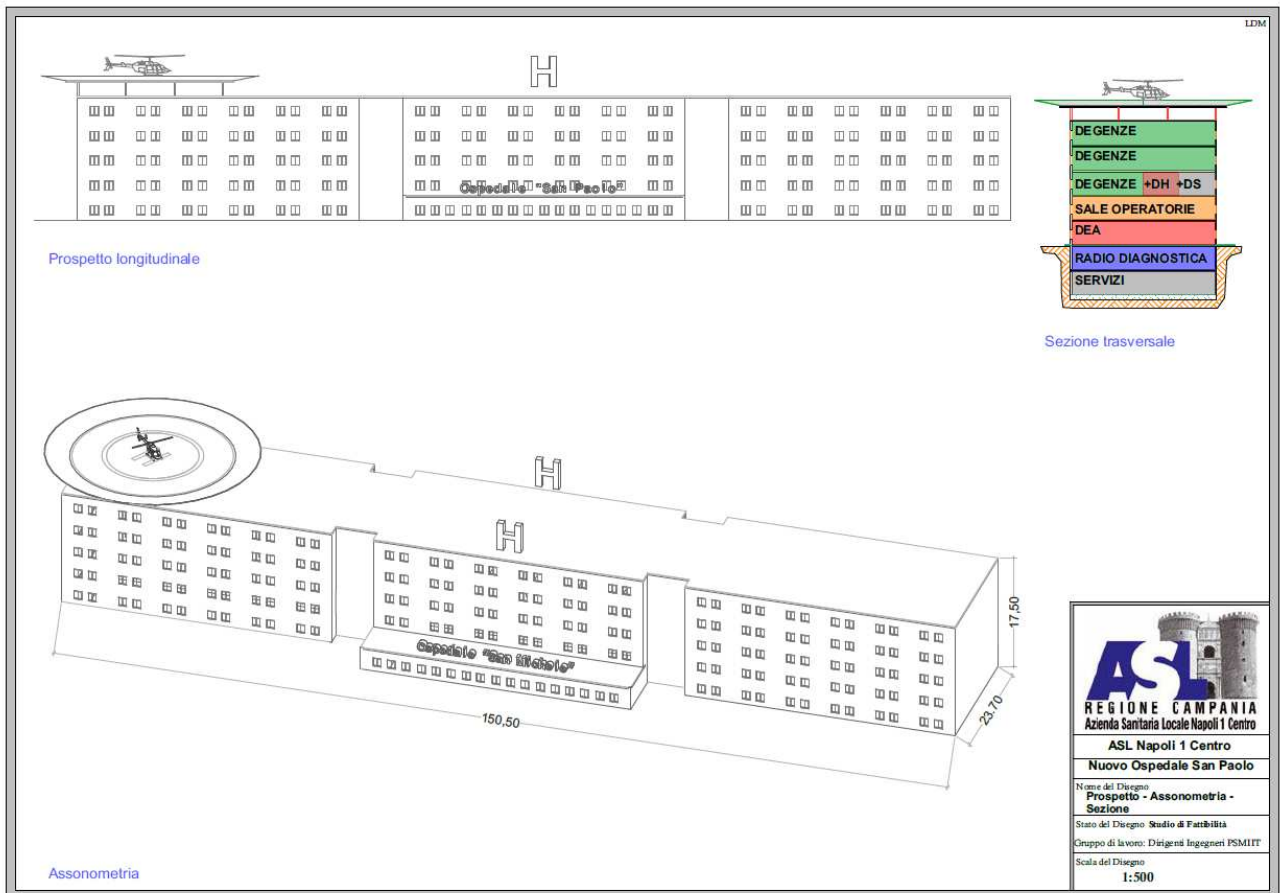 LDM
H
Ospedale "San Paolo"
Prospetto longitudinale
DEGENZE
DEGENZE
DEGENZE +DH +DS
SALE OPERATORIE
DEA
RADIO DIAGNOSTICA
SERVIZI
Sezione trasversale
H
H
Ospedale "San Michele"
150,50
23.70
17,50
Assonometria
ASL
REGIONE CAMPANIA
Azienda Sanitaria Locale Napoli 1 Centro
ASL Napoli 1 Centro
Nuovo Ospedale San Paolo
Nome del Disegno
Prospetto - Assonometria -
Sezione
Stato del Disegno Studio di Fattibilità
Gruppo di lavoro: Dirigenti Ingegneri PSMIIT
Scala del Disegno
1:500